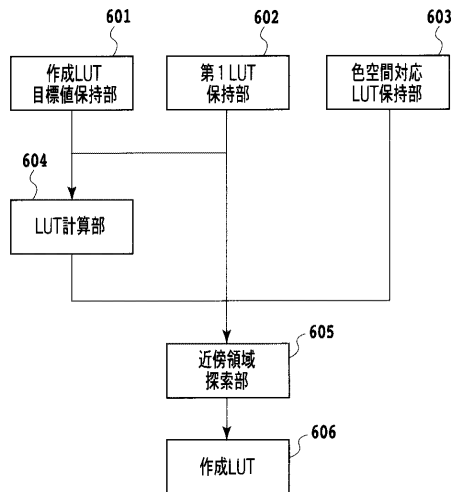 601
602
603
作成LUT
目標値保持部
第１LUT
保持部
色空間対応
LUT保持部
604
LUT計算部
605
近傍領域
探索部
606
作成LUT